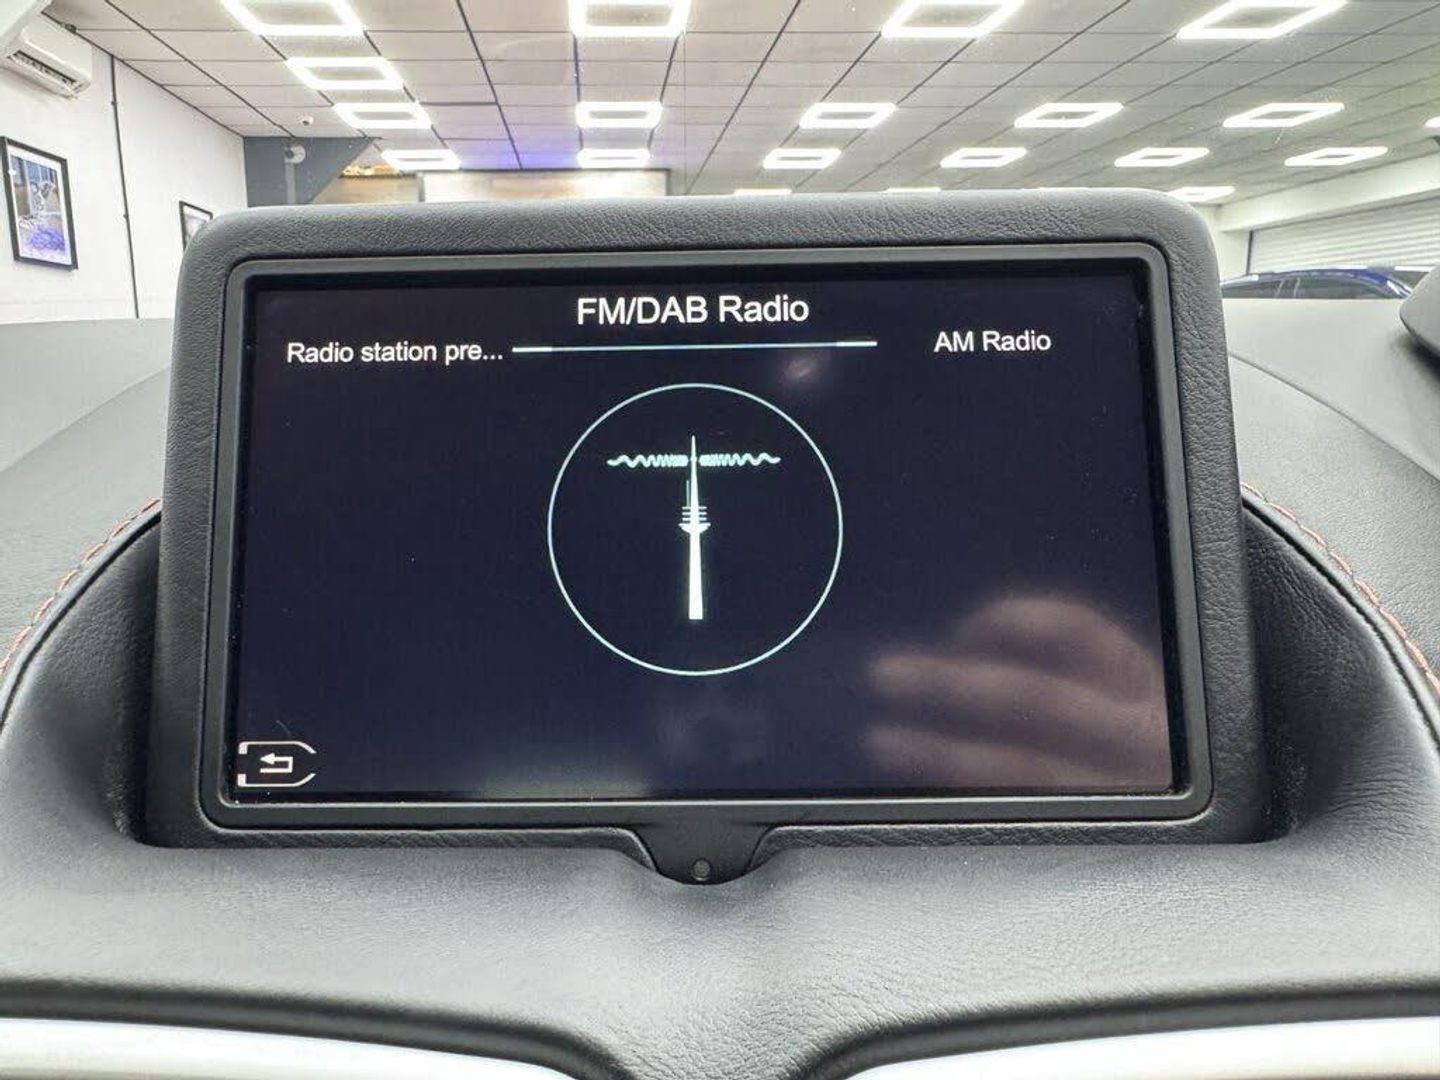 FM/DAB Radio
Radio station pre...
AM Radio